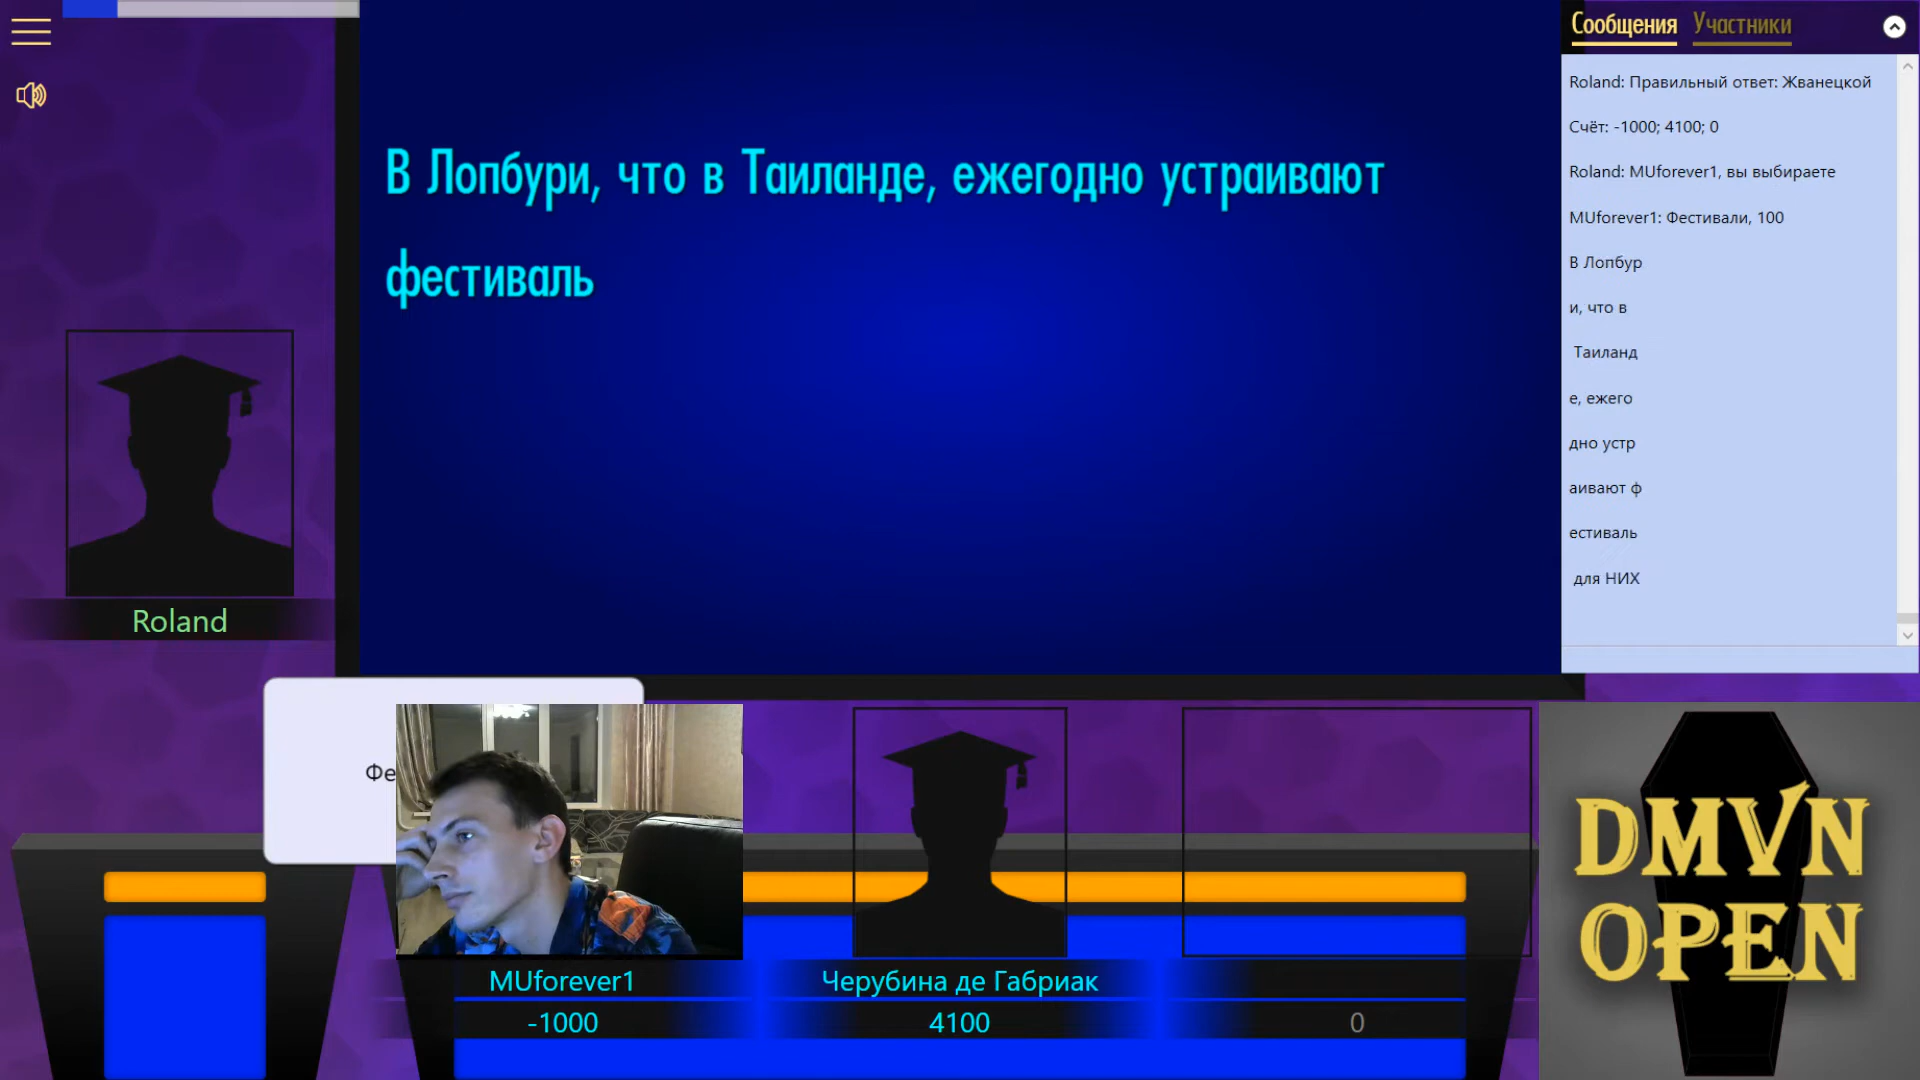 Сообщения Участники
Roland: Правильный ответ: Жванецкой
Счёт: -1000; 4100; 0
Roland: MUforever1, вы выбираете
MUforever1: Фестивали, 100
В Лопбур
и, что в
Таиланд
е, ежего
дно устр
аивают ф
естиваль
для НИХ
В Лопбури, что в Таиланде, ежегодно устраивают
фестиваль
Roland
Фе
MUforever1
-1000
Черубина де Габриак
4100
0
DMVN
OPEN